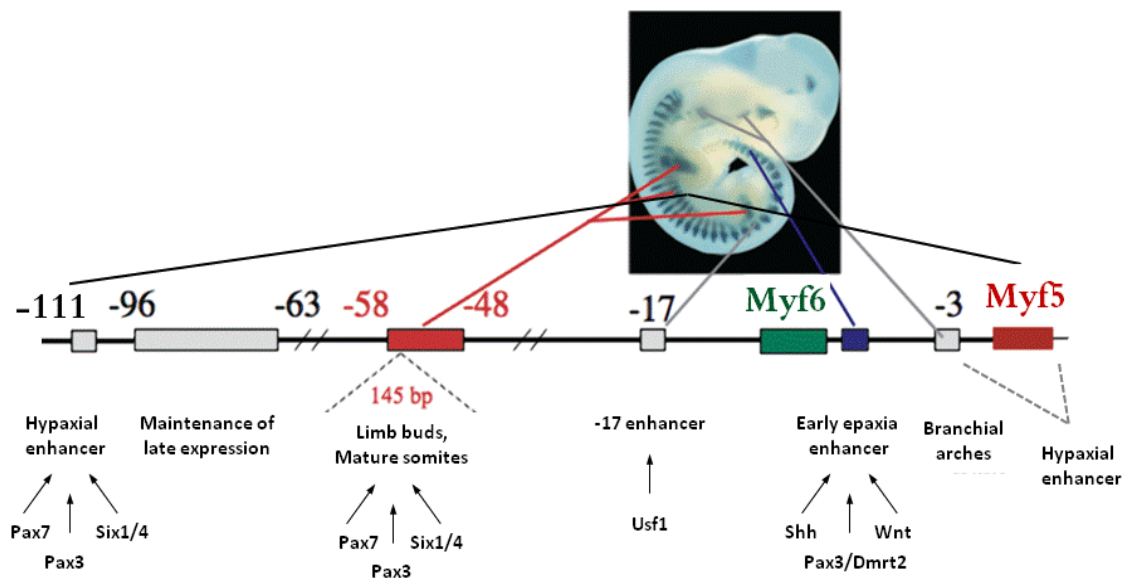 -111 -96 -63 -58 -48 -17 Myf6 -3 Myf5
145 bp
Hypaxial
enhancer
Maintenance of
late expression
Limb buds,
Mature somites
-17 enhancer
Early epaxia
enhancer
Branchial
arches
Hypaxial
enhancer
Pax7 Six1/4
Pax3
Pax7 Six1/4
Pax3
Usf1
Shh Wnt
Pax3/Dmrt2